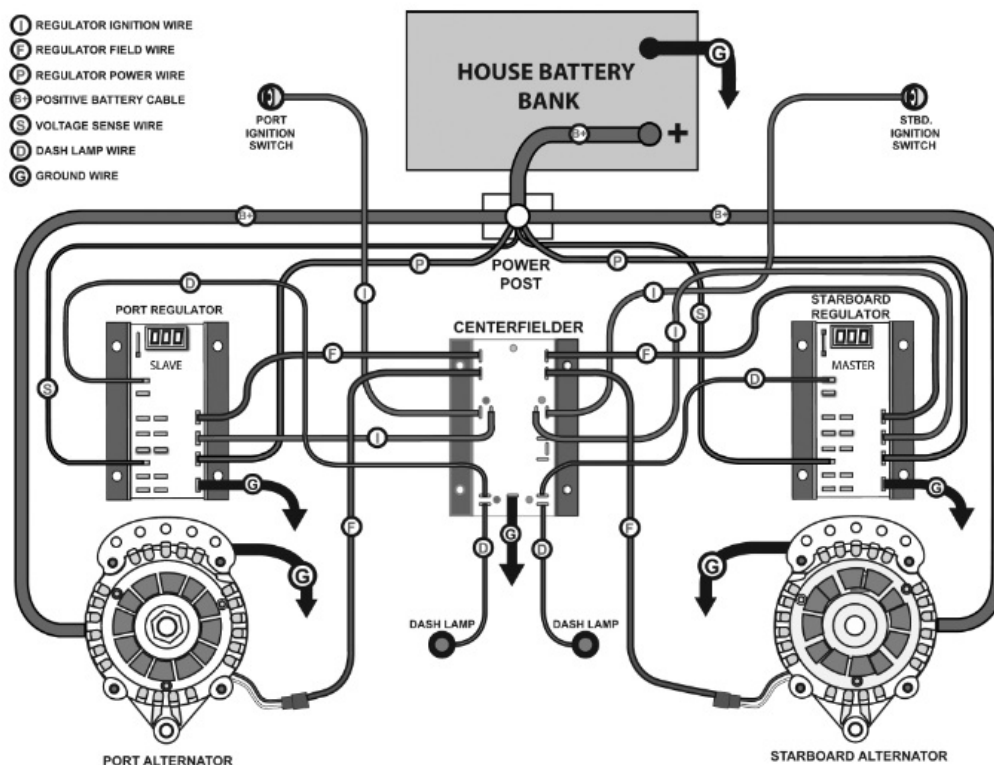 I REGULATOR IGNITION WIRE
F REGULATOR FIELD WIRE
P REGULATOR POWER WIRE
B+ POSITIVE BATTERY CABLE
S VOLTAGE SENSE WIRE
D DASH LAMP WIRE
G GROUND WIRE
HOUSE BATTERY
BANK
G
B+
+
PORT
IGNITION
SWITCH
STBD.
IGNITION
SWITCH
B+
B+
POWER
POST
P
P
D
I
I
I
S
PORT REGULATOR
SLAVE
CENTERFIELDER
STARBOARD
REGULATOR
MASTER
000
000
F
F
D
S
I
G
G
G
F
F
D
D
G
G
DASH LAMP
DASH LAMP
PORT ALTERNATOR
STARBOARD ALTERNATOR